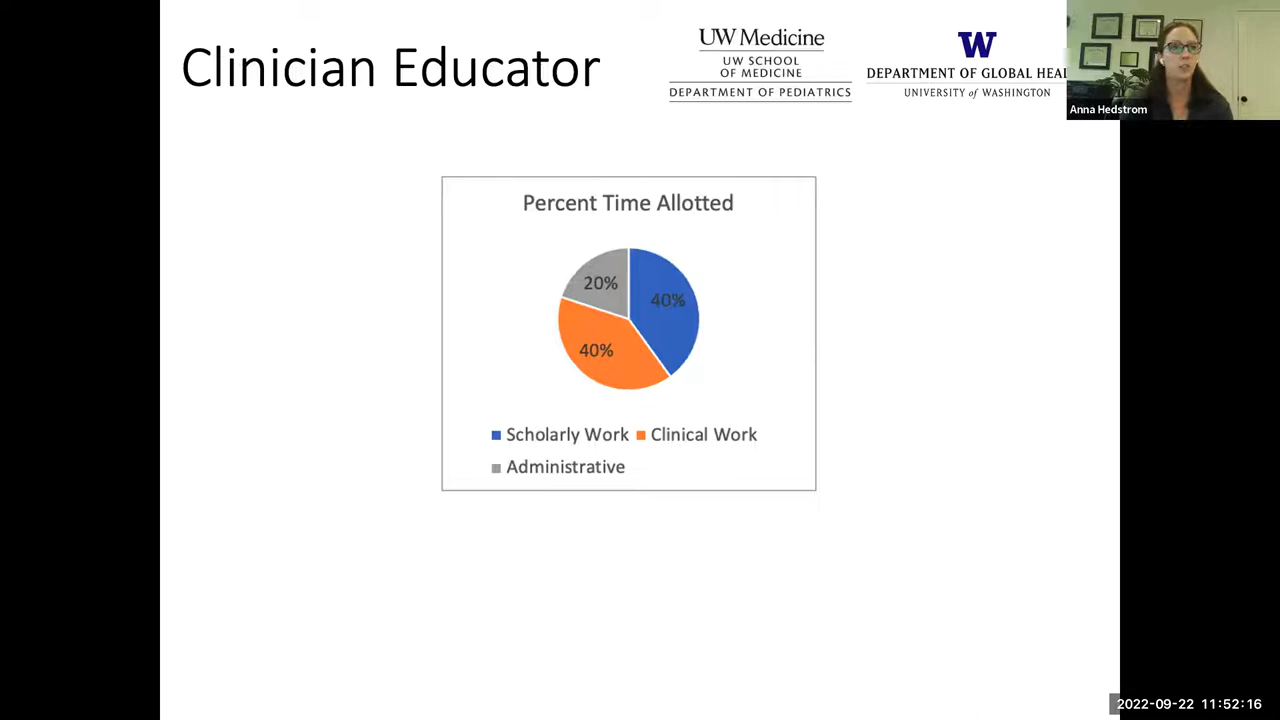 Clinician Educator
UW Medicine
UW SCHOOL
OF MEDICINE
DEPARTMENT OF PEDIATRICS
W
DEPARTMENT OF GLOBAL HEAL
UNIVERSITY of WASHINGTON
Anna Hedstrom
Percent Time Allotted
20%
40%
40%
Scholarly Work
Clinical Work
Administrative
2022-09-22 11:52:16